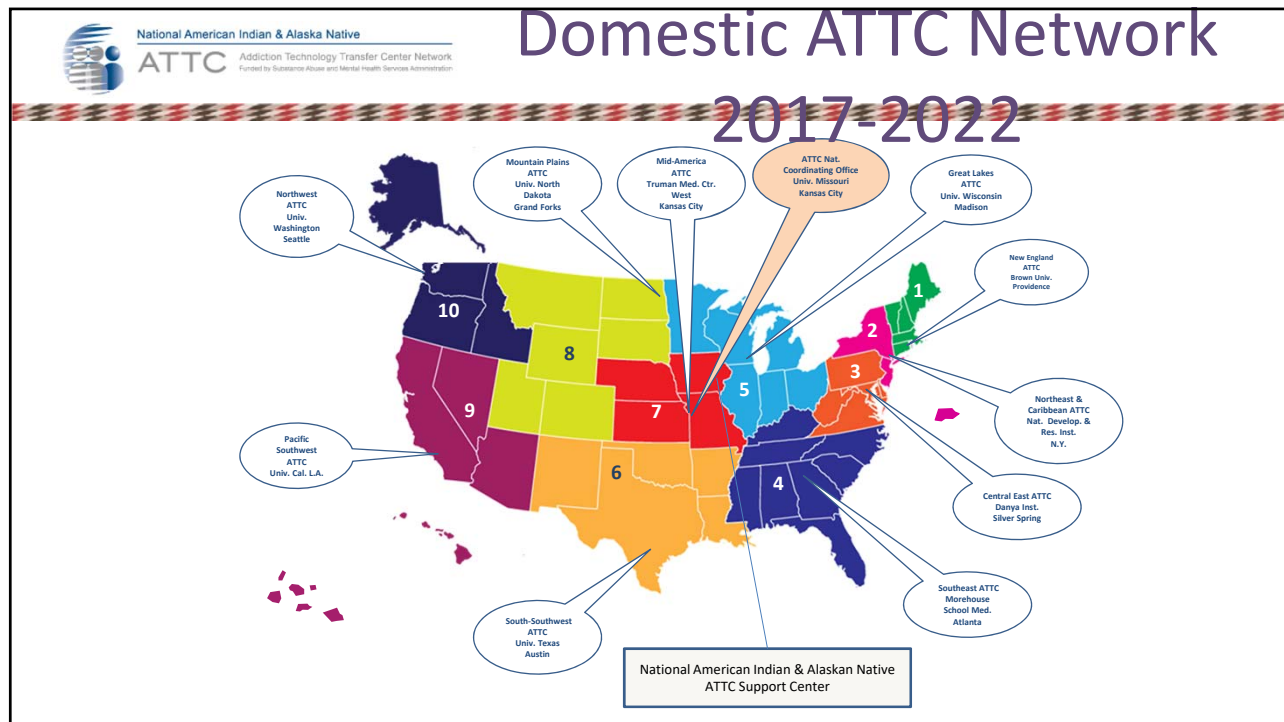 National American Indian & Alaska Native
ATTC Addiction Technology Transfer Center Network
Funded by Substance Abuse and Mental Health Services Administration
Domestic ATTC Network
2017-2022
Northwest
ATTC
Univ.
Washington
Seattle
Mountain Plains
ATTC
Univ. North
Dakota
Grand Forks
Mid-America
ATTC
Truman Med. Ctr.
West
Kansas City
ATTC Nat.
Coordinating Office
Univ. Missouri
Kansas City
Great Lakes
ATTC
Univ. Wisconsin
Madison
New England
ATTC
Brown Univ.
Providence
1
2
3
4
5
6
7
8
9
10
Pacific
Southwest
ATTC
Univ. Cal. L.A.
Northeast &
Caribbean ATTC
Nat. Develop. &
Res. Inst.
N.Y.
Central East ATTC
Danya Inst.
Silver Spring
Southeast ATTC
Morehouse
School Med.
Atlanta
South-Southwest
ATTC
Univ. Texas
Austin
National American Indian & Alaskan Native
ATTC Support Center